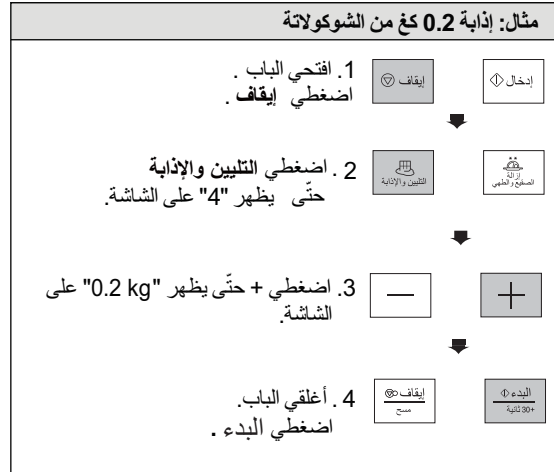 مثال: إذابة 0.2 كغ من الشوكولاتة
1. افتحي الباب .
اضغطي إيقاف .
إيقاف
إدخال
2 . اضغطي التليين والإذابة
حتّى يظهر "4" على الشاشة.
التليين والإذابة
إزالة
الصقيع والطهي
3. اضغطي + حتّى يظهر "0.2 kg" على
الشاشة.
—
+
4 . أغلقي الباب.
اضغطي البدء .
إيقاف
مسح
البدء
+30 ثانية